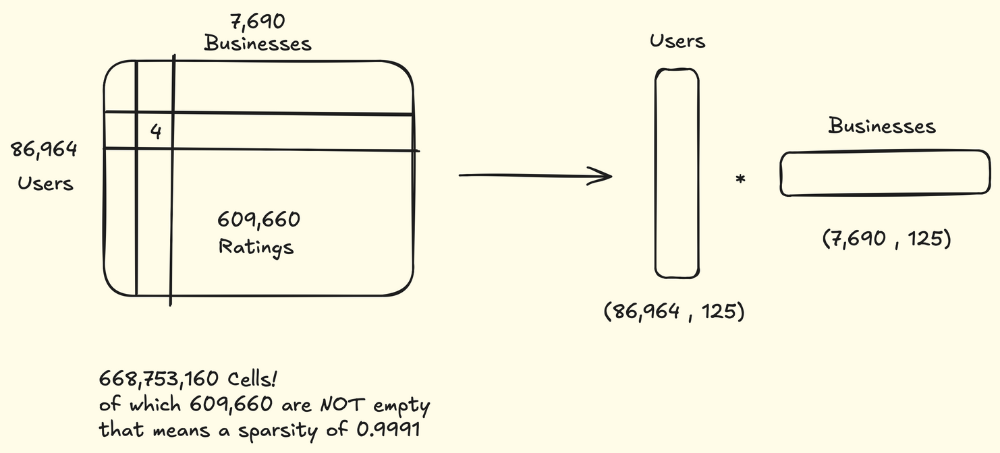 7,690
Businesses
86,964
Users
4
609,660
Ratings
668,753,160 Cells!
of which 609,660 are NOT empty
that means a sparsity of 0.9991
Users
(86,964 , 125)
*
Businesses
(7,690 , 125)